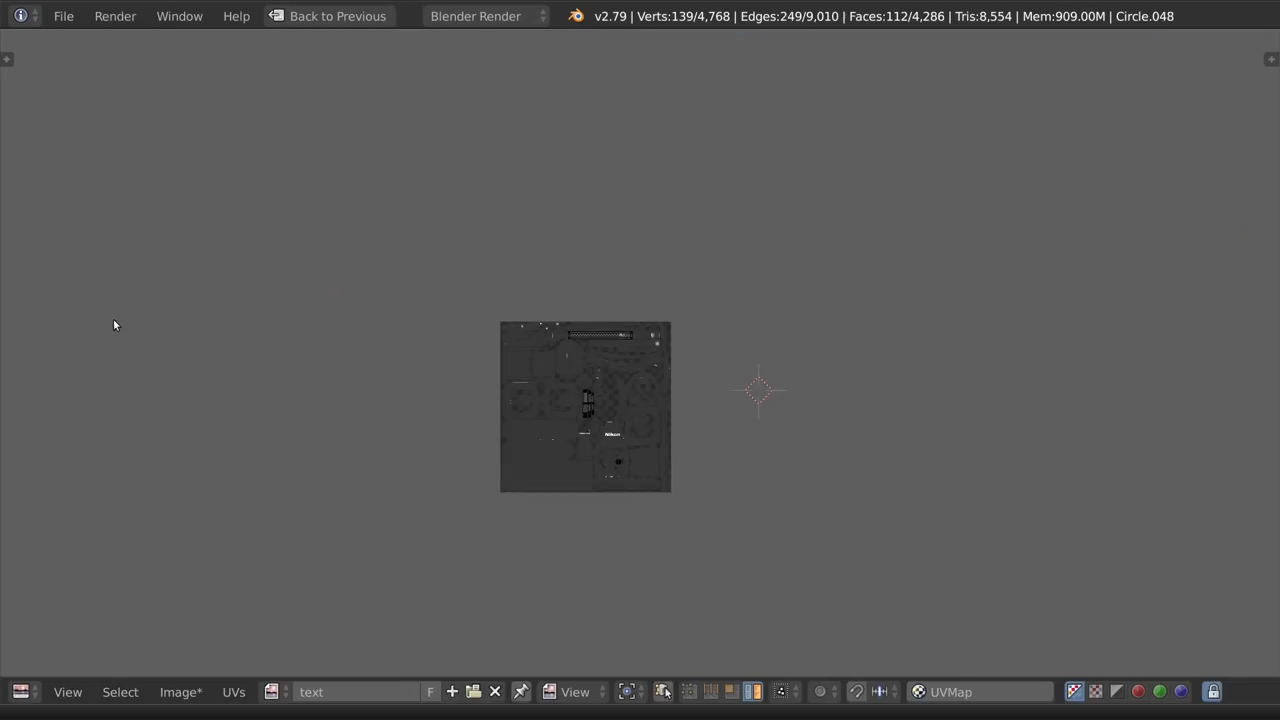 File Render Window Help Back to Previous Blender Render v2.79 | Verts:139/4,768 | Edges:249/9,010 | Faces:112/4,286 | Tris:8,554 | Mem:909.00M | Circle.048
Nikon
View Select Image* UVs text F View UVMap